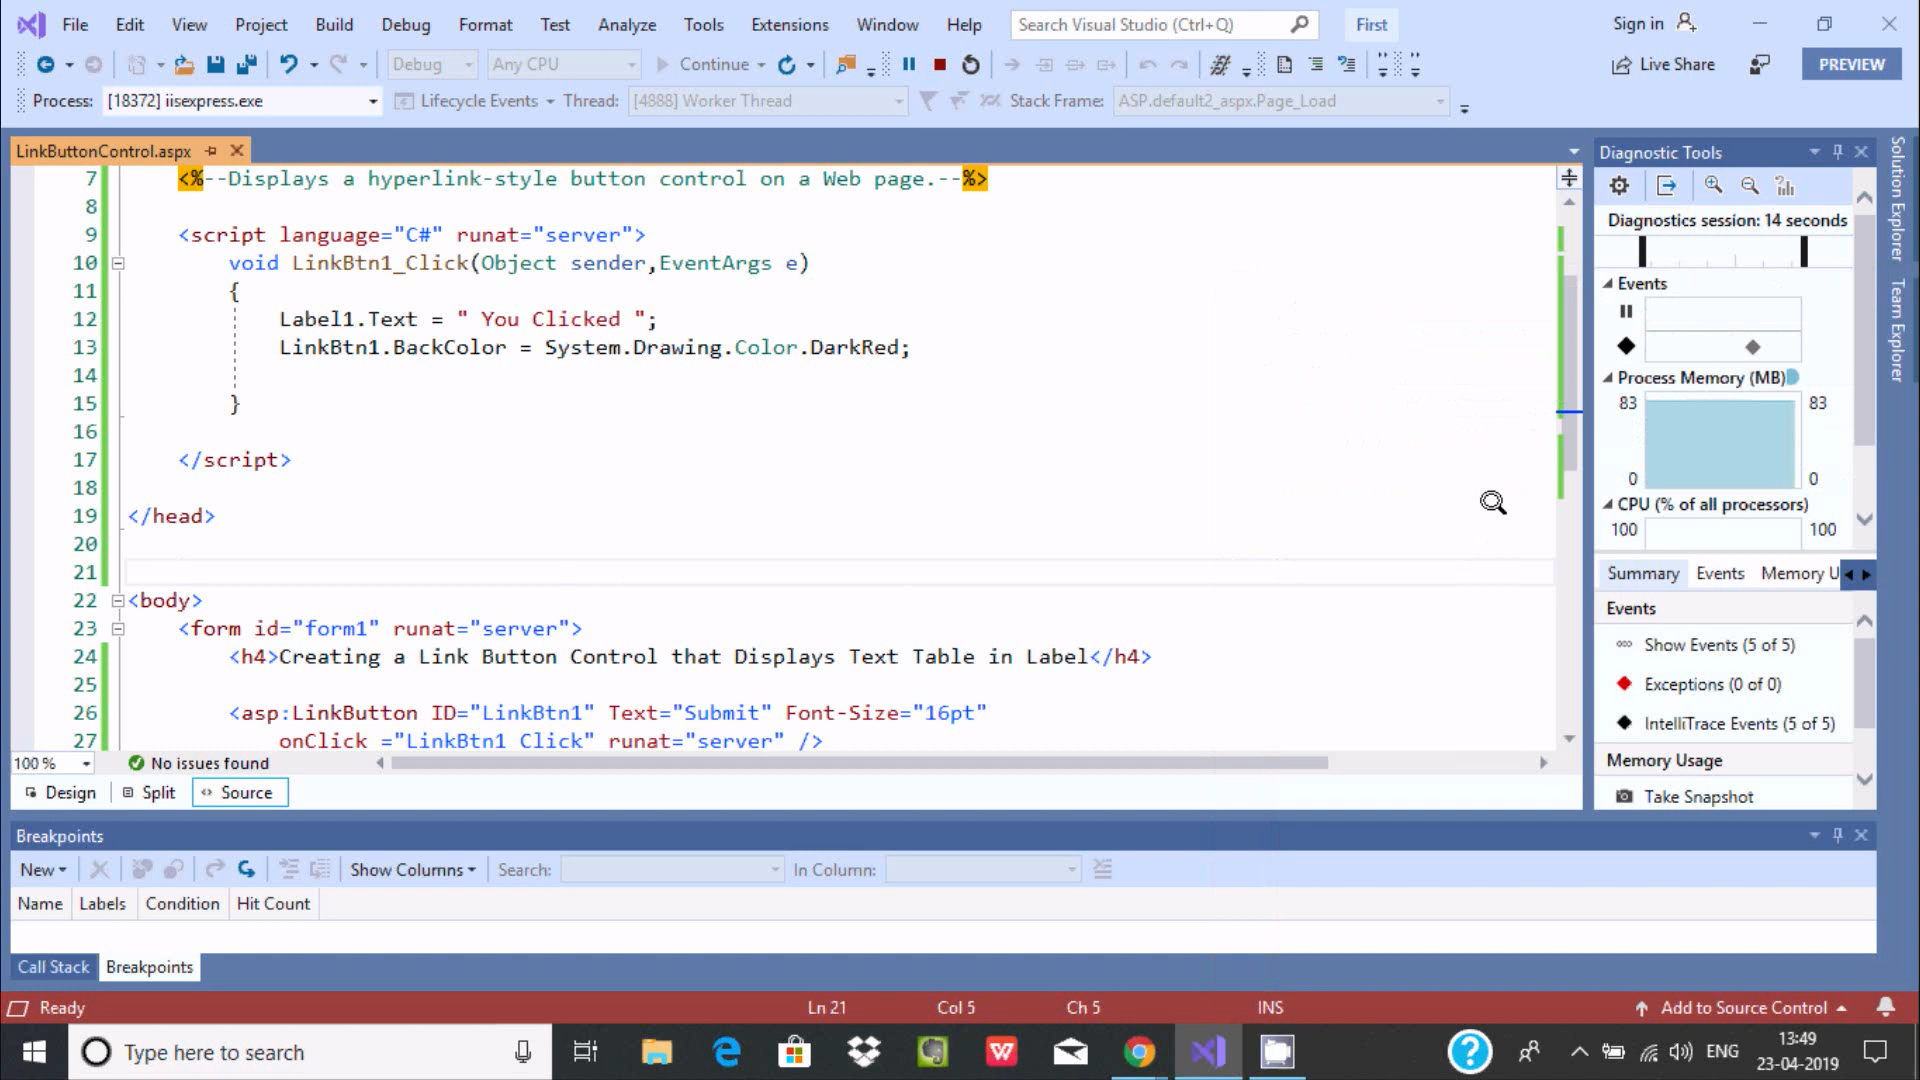 File Edit View Project Build Debug Format Test Analyze Tools Extensions Window Help Search Visual Studio (Ctrl+Q) First Sign in
Debug Any CPU Continue Live Share PREVIEW
Process: [18372] iisexpress.exe Lifecycle Events Thread: [4888] Worker Thread Stack Frame: ASP.default2_aspx.Page_Load
LinkButtonControl.aspx
7 <%--Displays a hyperlink-style button control on a Web page.--%>
8
9 <script language="C#" runat="server">
10 void LinkBtn1_Click(Object sender,EventArgs e)
11 {
12 Label1.Text = " You Clicked ";
13 LinkBtn1.BackColor = System.Drawing.Color.DarkRed;
14
15 }
16
17 </script>
18
19 </head>
20
21
22 <body>
23 <form id="form1" runat="server">
24 <h4>Creating a Link Button Control that Displays Text Table in Label</h4>
25
26 <asp:LinkButton ID="LinkBtn1" Text="Submit" Font-Size="16pt"
27 onClick ="LinkBtn1_Click" runat="server" />
100 % No issues found
Design Split Source
Diagnostic Tools
Diagnostics session: 14 seconds
Events
Process Memory (MB)
83 83
0 0
CPU (% of all processors)
100 100
Summary Events Memory U
Events
Show Events (5 of 5)
Exceptions (0 of 0)
IntelliTrace Events (5 of 5)
Memory Usage
Take Snapshot
Solution Explorer
Team Explorer
Breakpoints
New Show Columns Search: In Column:
Name Labels Condition Hit Count
Call Stack Breakpoints
Ready Ln 21 Col 5 Ch 5 INS Add to Source Control
Type here to search ENG 13:49
23-04-2019